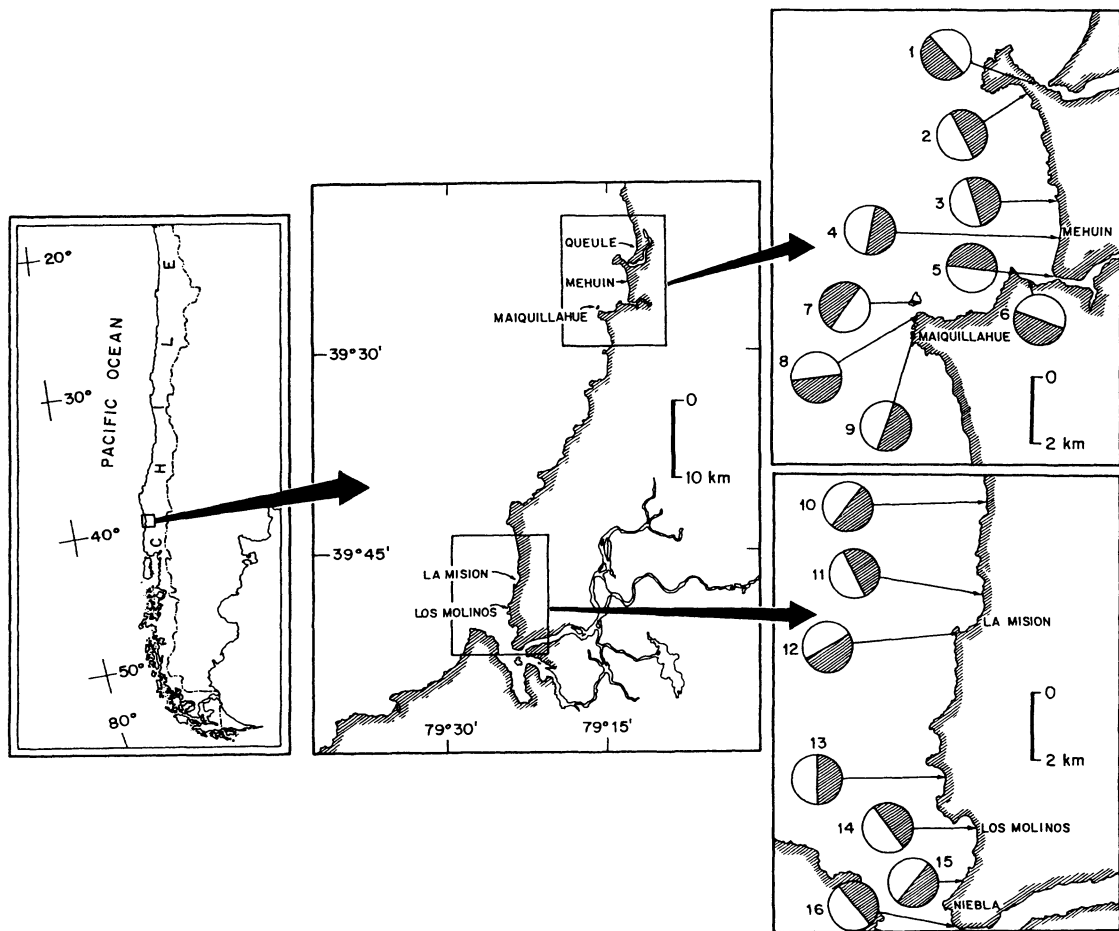 20°
30°
40°
50°
80°
PACIFIC OCEAN
CHILE
QUEULE
MEHUIN
MAIQUILLAHUE
39°30'
0
10 km
39°45'
LA MISION
LOS MOLINOS
79°30'
79°15'
1
2
3
4
MEHUIN
5
7
6
MAIQUILLAHUE
8
9
0
2 km
10
11
LA MISION
12
0
2 km
13
14
LOS MOLINOS
15
NIEBLA
16